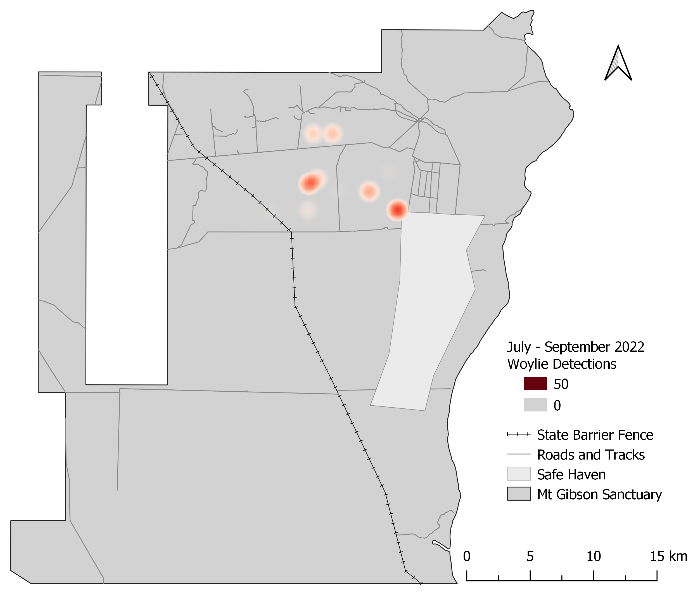 July - September 2022
Woylie Detections
50
0
State Barrier Fence
Roads and Tracks
Safe Haven
Mt Gibson Sanctuary
0 5 10 15 km